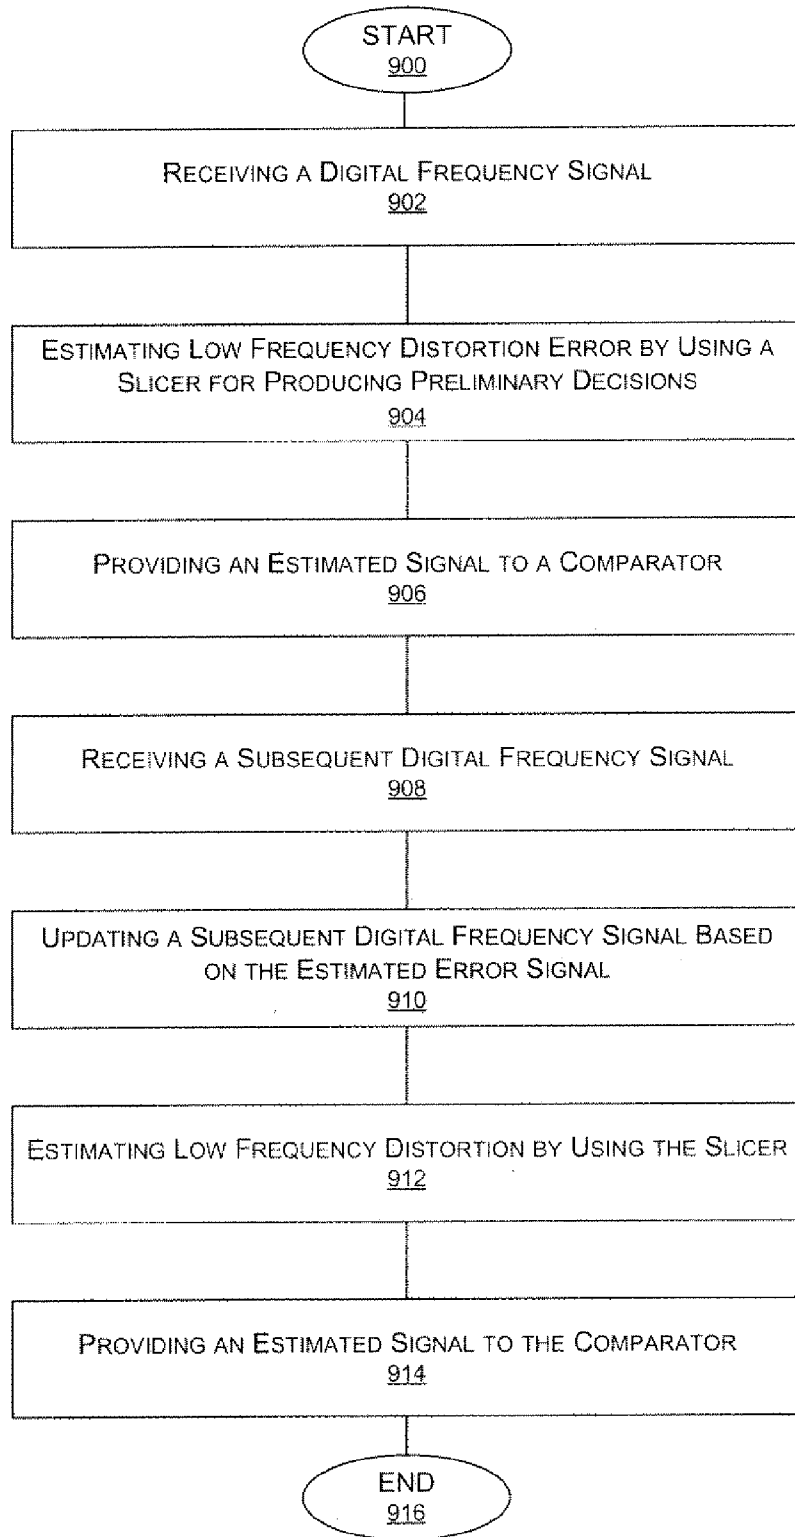 START
900
RECEIVING A DIGITAL FREQUENCY SIGNAL
902
ESTIMATING LOW FREQUENCY DISTORTION ERROR BY USING A
SLICER FOR PRODUCING PRELIMINARY DECISIONS
904
PROVIDING AN ESTIMATED SIGNAL TO A COMPARATOR
906
RECEIVING A SUBSEQUENT DIGITAL FREQUENCY SIGNAL
908
UPDATING A SUBSEQUENT DIGITAL FREQUENCY SIGNAL BASED
ON THE ESTIMATED ERROR SIGNAL
910
ESTIMATING LOW FREQUENCY DISTORTION BY USING THE SLICER
912
PROVIDING AN ESTIMATED SIGNAL TO THE COMPARATOR
914
END
916